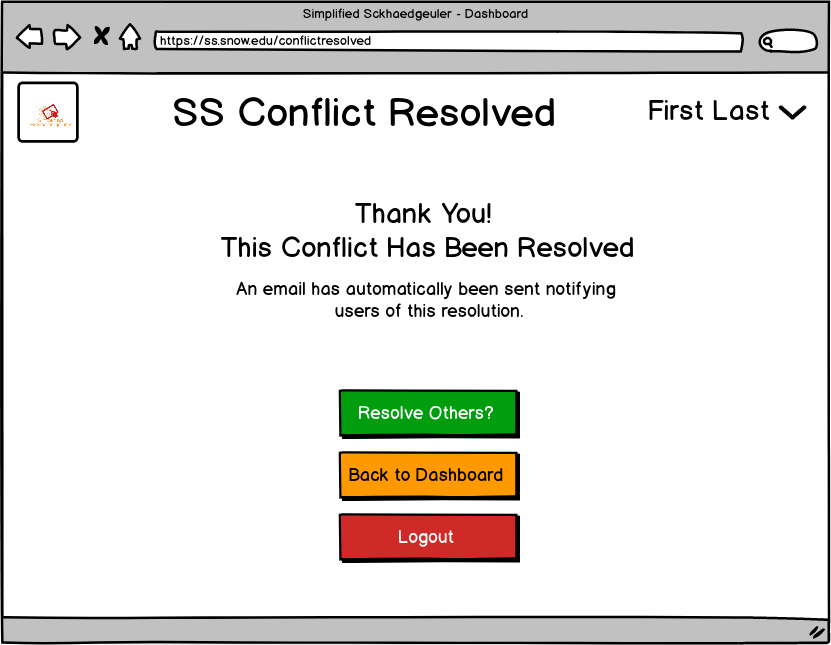 Simplified Sckhaedgeuler - Dashboard
https://ss.snow.edu/conflictresolved
SS Conflict Resolved
First Last
Thank You!
This Conflict Has Been Resolved
An email has automatically been sent notifying
users of this resolution.
Resolve Others?
Back to Dashboard
Logout